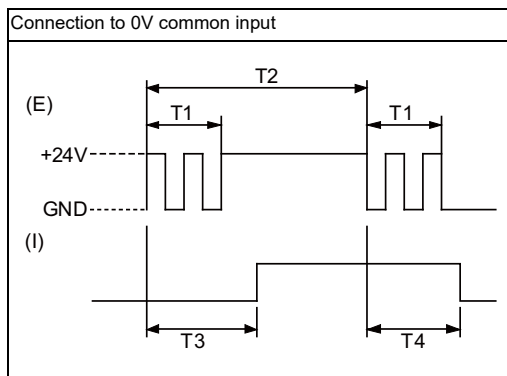 Connection to 0V common input
T2
(E)
T1
T1
+24V
GND
(I)
T3
T4